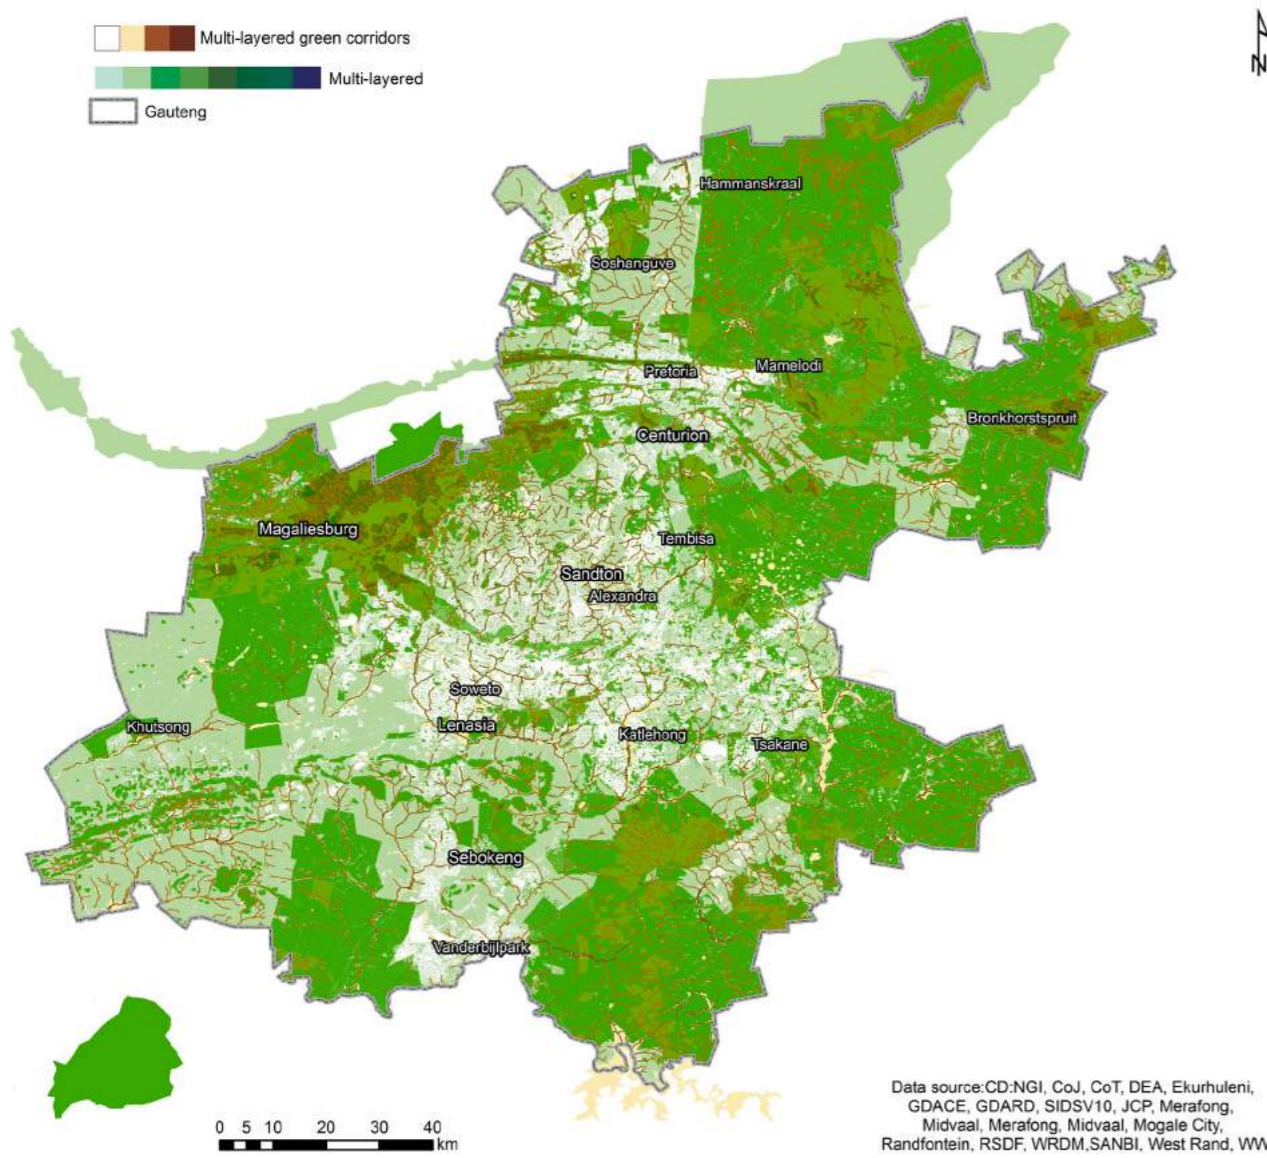 Multi-layered green corridors
N
Multi-layered
Gauteng
Hammanskraal
Soshanguve
Pretoria
Mamelodi
Bronkhorstspruit
Centurion
Magaliesburg
Tembisa
Sandton
Alexandra
Soweto
Khutsong
Lenasia
Katlehong
Tsakane
Sebokeng
Vanderbijlpark
0 5 10 20 30 40
km
Data source:CD:NGI, CoJ, CoT, DEA, Ekurhuleni,
GDACE, GDARD, SIDSV10, JCP, Merafong,
Midvaal, Merafong, Midvaal, Mogale City,
Randfontein, RSDF, WRDM,SANBI, West Rand, WW